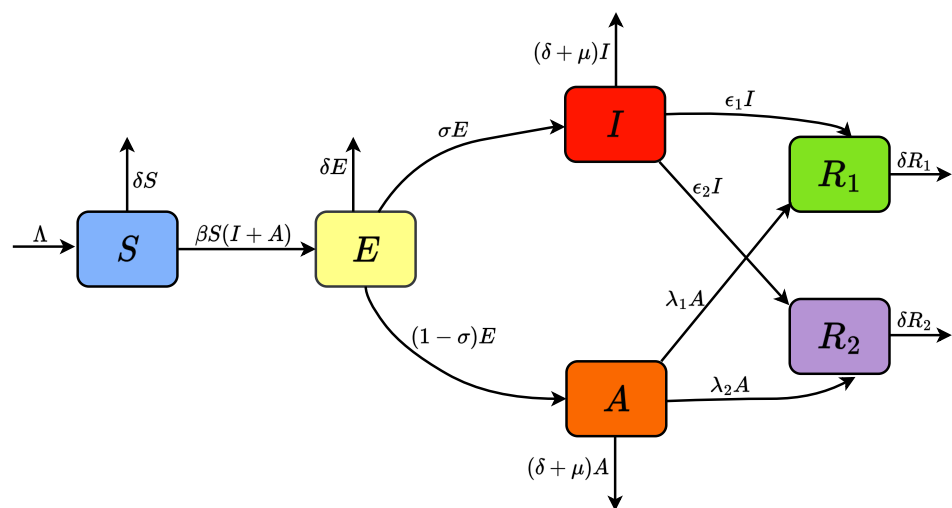 Λ
S
δS
βS(I + A)
E
δE
σE
(1 − σ)E
I
(δ + μ)I
ϵ₁I
ϵ₂I
A
(δ + μ)A
λ₁A
λ₂A
R₁
δR₁
R₂
δR₂